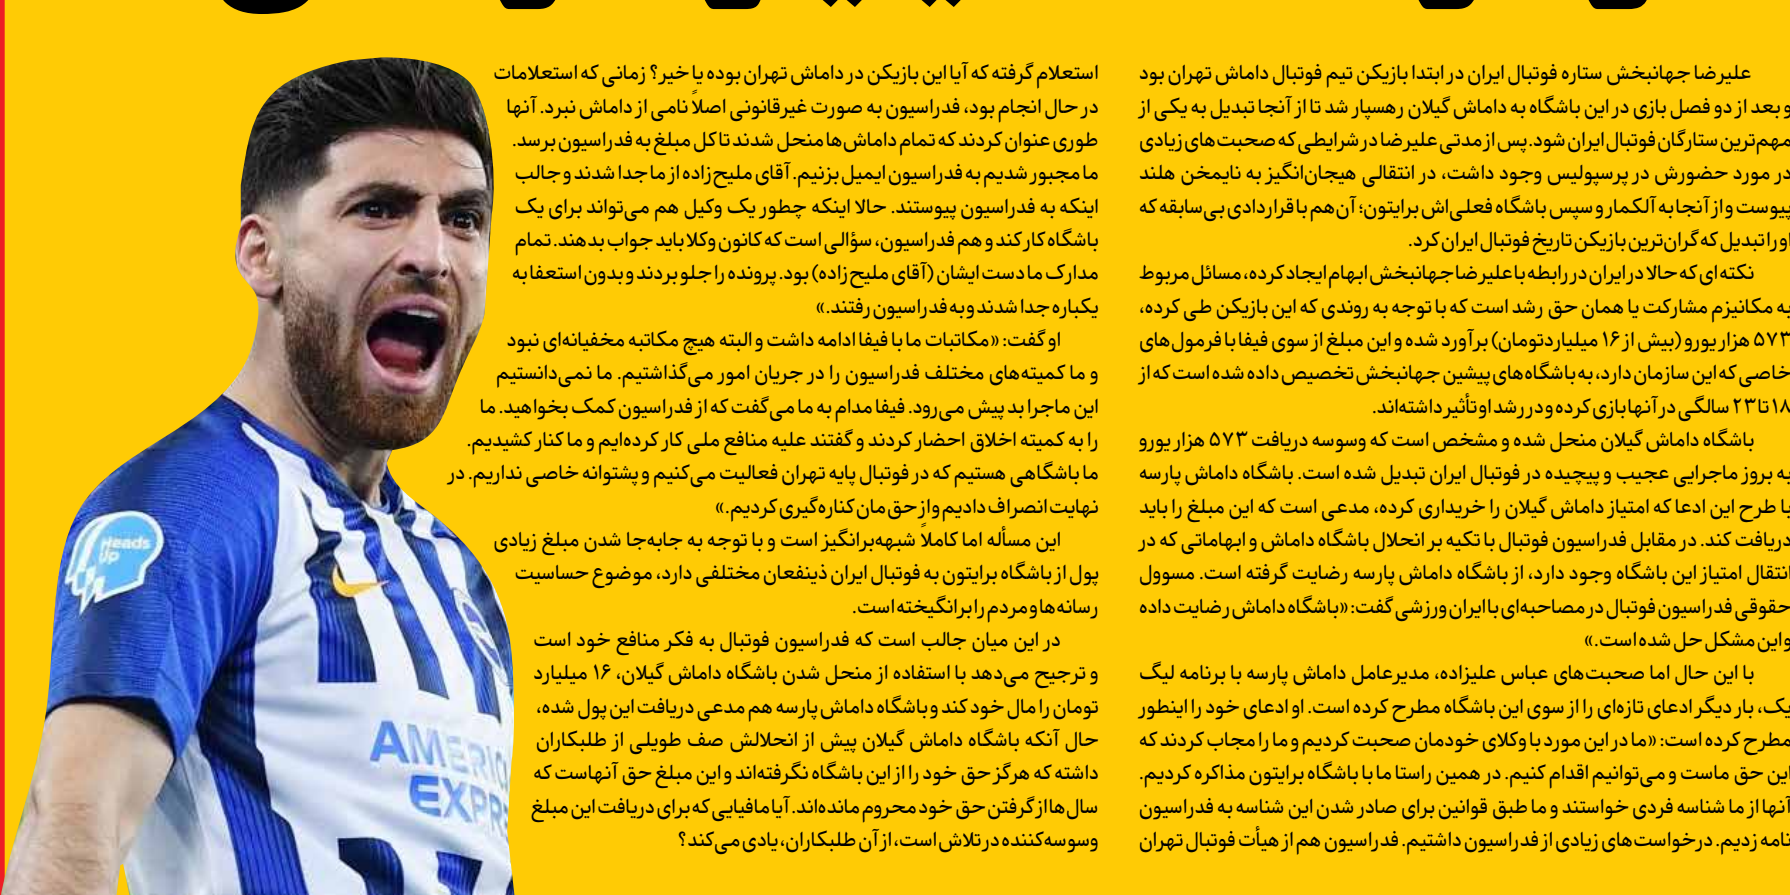 علیرضا جهانبخش ستاره فوتبال ایران در ابتدا بازیکن تیم فوتبال داماش تهران بود
و بعد از دو فصل بازی در این باشگاه به داماش گیلان رهسپار شد تا از آنجا تبدیل به یکی از
مهم‌ترین ستارگان فوتبال ایران شود. پس از مدتی علیرضا در شرایطی که صحبت‌های زیادی
در مورد حضورش در پرسپولیس وجود داشت، در انتقالی هیجان‌انگیز به نایمخن هلند
پیوست و از آنجا به آلکمار و سپس باشگاه فعلی‌اش برایتون؛ آن هم با قراردادی بی‌سابقه که
او را تبدیل که گران‌ترین بازیکن تاریخ فوتبال ایران کرد.
نکته‌ای که حالا در ایران در رابطه با علیرضا جهانبخش ابهام ایجاد کرده، مسائل مربوط
به مکانیزم مشارکت یا همان حق رشد است که با توجه به روندی که این بازیکن طی کرده،
۵۷۳ هزار یورو (بیش از ۱۶ میلیارد تومان) برآورد شده و این مبلغ از سوی فیفا با فرمول‌های
خاصی که این سازمان دارد، به باشگاه‌های پیشین جهانبخش تخصیص داده شده است که از
۱۸ تا ۲۳ سالگی در آنها بازی کرده و در رشد او تأثیر داشته‌اند.
باشگاه داماش گیلان منحل شده و مشخص است که وسوسه دریافت ۵۷۳ هزار یورو
به بروز ماجرایی عجیب و پیچیده در فوتبال ایران تبدیل شده است. باشگاه داماش پارسه
با طرح این ادعا که امتیاز داماش گیلان را خریداری کرده، مدعی است که این مبلغ را باید
دریافت کند. در مقابل فدراسیون فوتبال با تکیه بر انحلال باشگاه داماش و ابهاماتی که در
انتقال امتیاز این باشگاه وجود دارد، از باشگاه داماش پارسه رضایت گرفته است. مسوول
حقوقی فدراسیون فوتبال در مصاحبه‌ای با ایران ورزشی گفت: «باشگاه داماش رضایت داده
و این مشکل حل شده است.»
با این حال اما صحبت‌های عباس علیزاده، مدیرعامل داماش پارسه با برنامه لیگ
یک، بار دیگر ادعای تازه‌ای را از سوی این باشگاه مطرح کرده است. او ادعای خود را اینطور
مطرح کرده است: «ما در این مورد با وکلای خودمان صحبت کردیم و ما را مجاب کردند که
این حق ماست و می‌توانیم اقدام کنیم. در همین راستا ما با باشگاه برایتون مذاکره کردیم.
آنها از ما شناسه فردی خواستند و ما طبق قوانین برای صادر شدن این شناسه به فدراسیون
نامه زدیم. درخواست‌های زیادی از فدراسیون داشتیم. فدراسیون هم از هیأت فوتبال تهران
استعلام گرفته که آیا این بازیکن در داماش تهران بوده یا خیر؟ زمانی که استعلامات
در حال انجام بود، فدراسیون به صورت غیرقانونی اصلاً نامی از داماش نبرد. آنها
طوری عنوان کردند که تمام داماش‌ها منحل شدند تا کل مبلغ به فدراسیون برسد.
ما مجبور شدیم به فدراسیون ایمیل بزنیم. آقای ملیح‌زاده از ما جدا شدند و جالب
اینکه به فدراسیون پیوستند. حالا اینکه چطور یک وکیل هم می‌تواند برای یک
باشگاه کار کند و هم فدراسیون، سؤالی است که کانون وکلا باید جواب بدهند. تمام
مدارک ما دست ایشان (آقای ملیح‌زاده) بود. پرونده را جلو بردند و بدون استعفا به
یکباره جدا شدند و به فدراسیون رفتند.»
او گفت: «مکاتبات ما با فیفا ادامه داشت و البته هیچ مکاتبه مخفیانه‌ای نبود
و ما کمیته‌های مختلف فدراسیون را در جریان امور می‌گذاشتیم. ما نمی‌دانستیم
این ماجرا بد پیش می‌رود. فیفا مدام به ما می‌گفت که از فدراسیون کمک بخواهید. ما
را به کمیته اخلاق احضار کردند و گفتند علیه منافع ملی کار کرده‌ایم و ما کنار کشیدیم.
ما باشگاهی هستیم که در فوتبال پایه تهران فعالیت می‌کنیم و پشتوانه خاصی نداریم. در
نهایت انصراف دادیم و از حق‌مان کناره‌گیری کردیم.»
این مسأله اما کاملاً شبهه‌برانگیز است و با توجه به جابه‌جا شدن مبلغ زیادی
پول از باشگاه برایتون به فوتبال ایران ذینفعان مختلفی دارد، موضوع حساسیت
رسانه‌ها و مردم را برانگیخته است.
در این میان جالب است که فدراسیون فوتبال به فکر منافع خود است
و ترجیح می‌دهد با استفاده از منحل شدن باشگاه داماش گیلان، ۱۶ میلیارد
تومان را مال خود کند و باشگاه داماش پارسه هم مدعی دریافت این پول شده،
حال آنکه باشگاه داماش گیلان پیش از انحلالش صف طویلی از طلبکاران
داشته که هرگز حق خود را از این باشگاه نگرفته‌اند و این مبلغ حق آنهاست که
سال‌ها از گرفتن حق خود محروم مانده‌اند. آیا مافیایی که برای دریافت این مبلغ
وسوسه‌کننده در تلاش است، از آن طلبکاران، یادی می‌کند؟
Heads
Up
AMERIC
EXPR